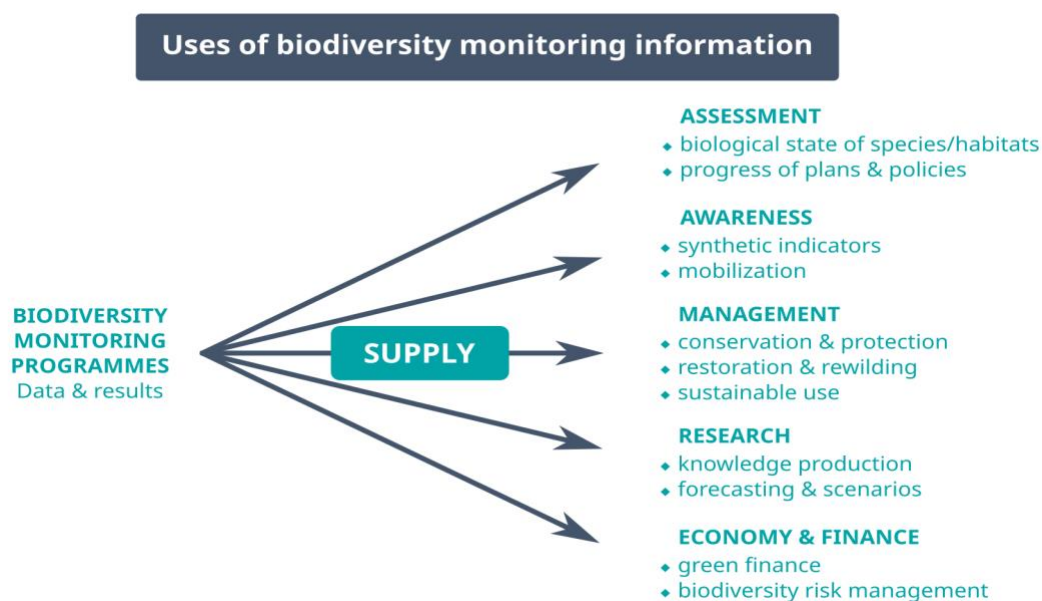 Uses of biodiversity monitoring information
BIODIVERSITY
MONITORING
PROGRAMMES
Data & results
SUPPLY
ASSESSMENT
◆ biological state of species/habitats
◆ progress of plans & policies
AWARENESS
◆ synthetic indicators
◆ mobilization
MANAGEMENT
◆ conservation & protection
◆ restoration & rewilding
◆ sustainable use
RESEARCH
◆ knowledge production
◆ forecasting & scenarios
ECONOMY & FINANCE
◆ green finance
◆ biodiversity risk management